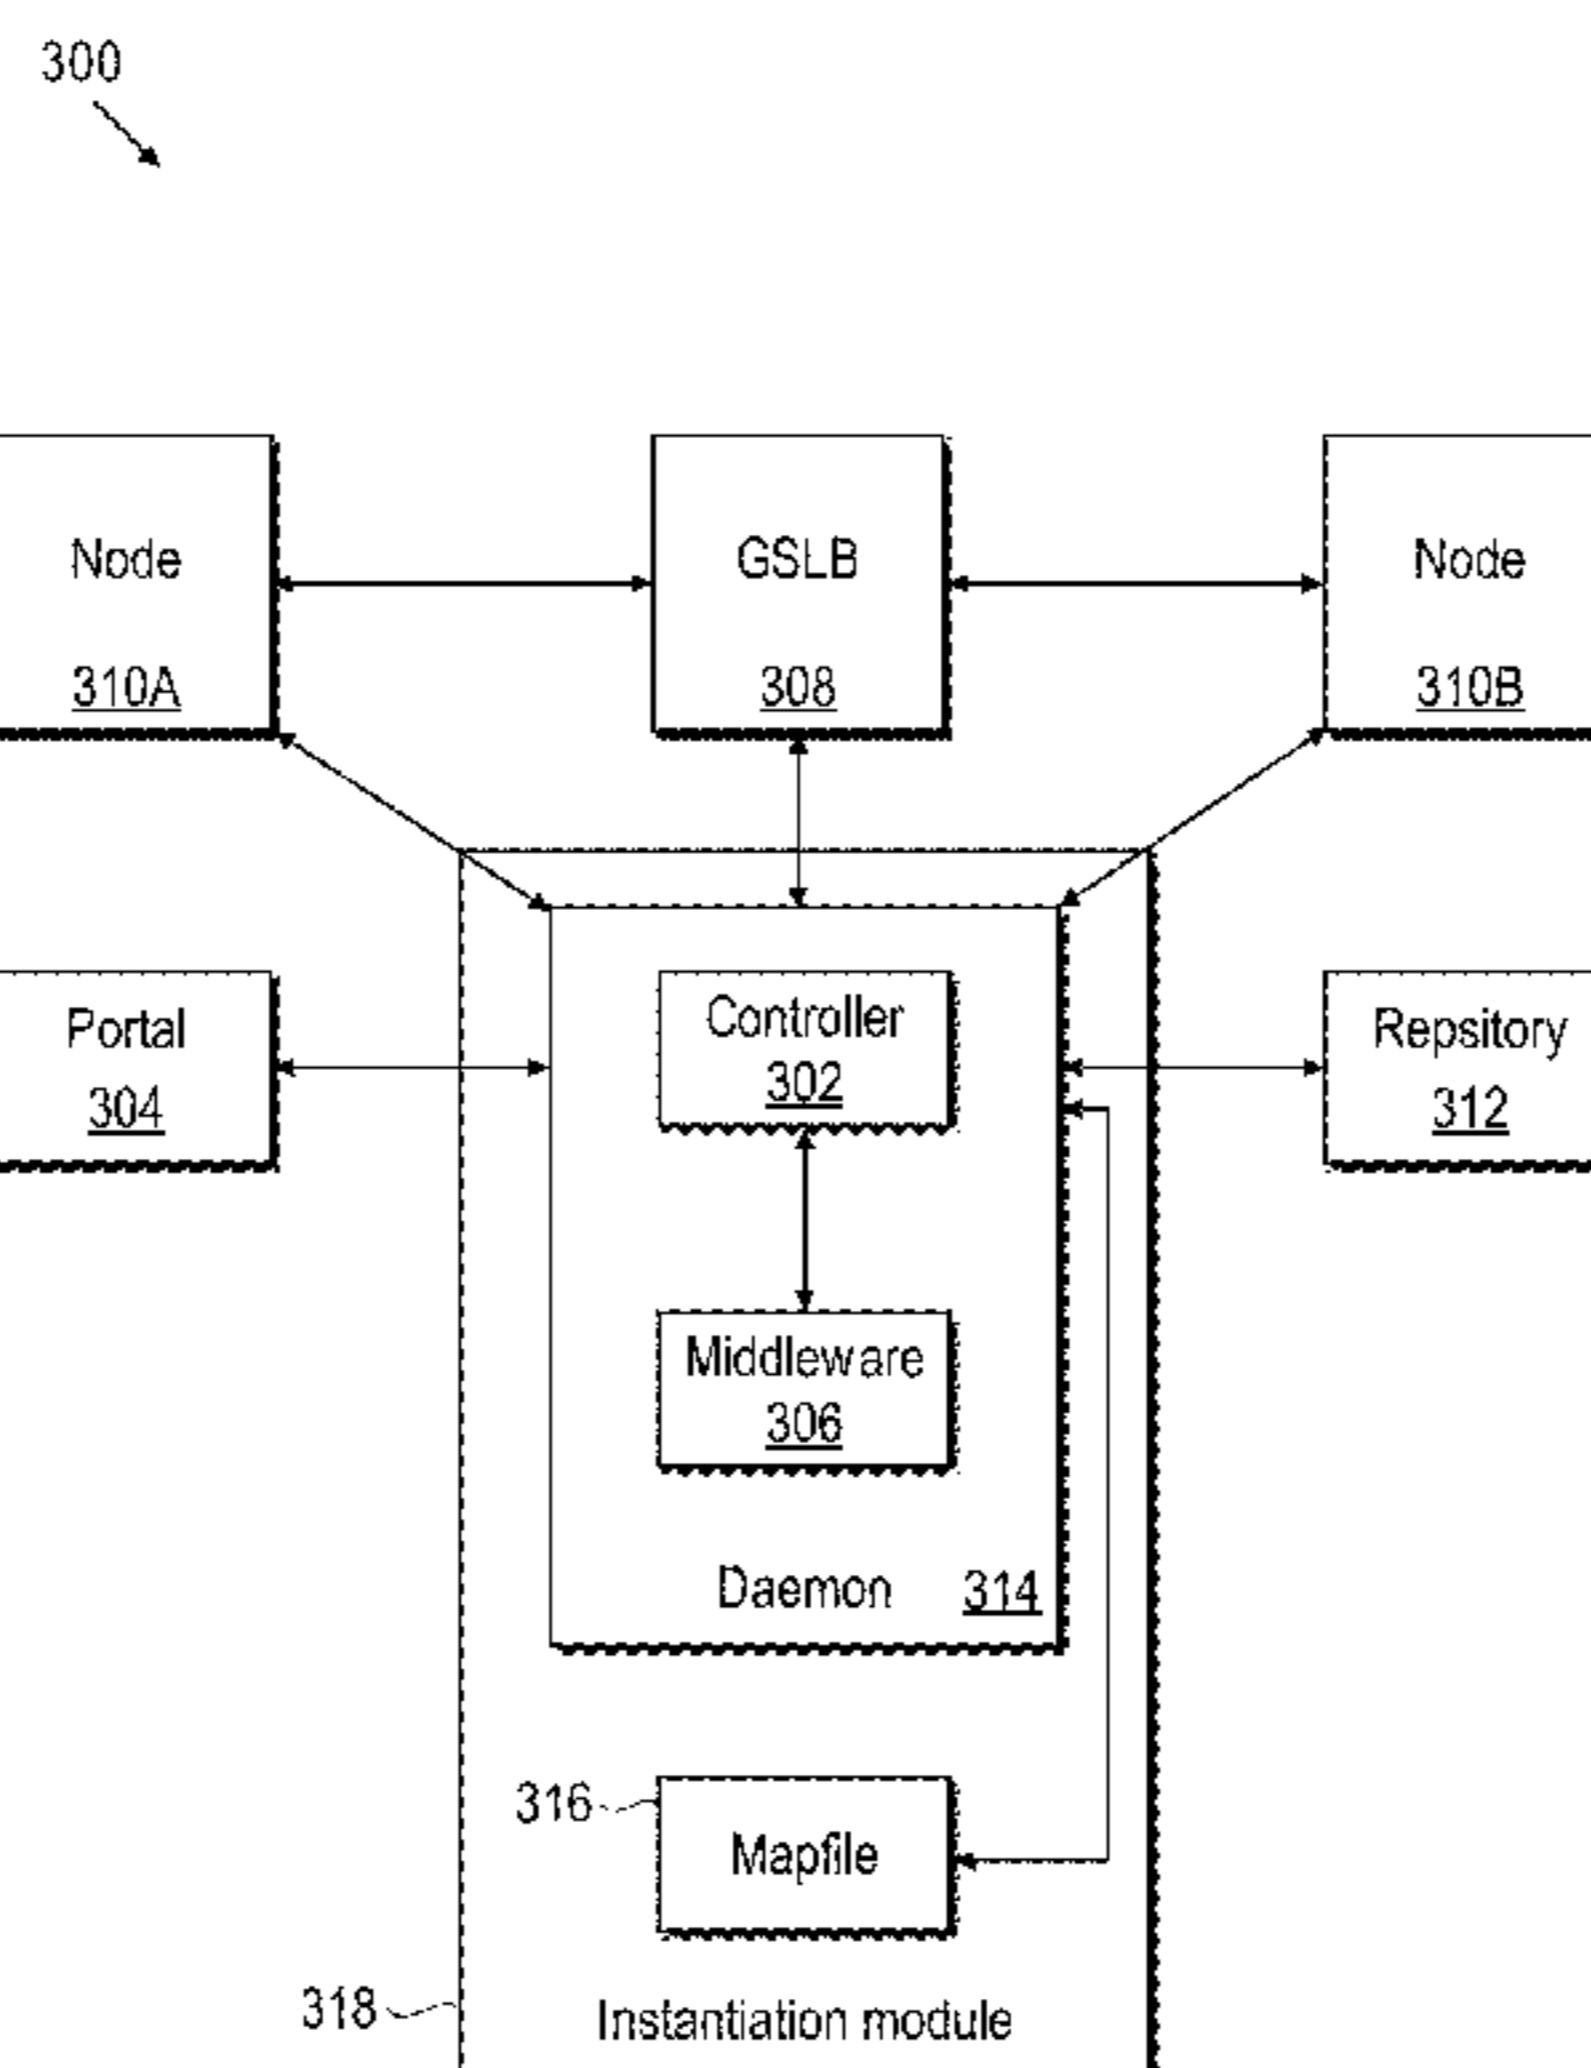 300
Node
310A
GSLB
308
Node
310B
Portal
304
Controller
302
Repsitory
312
Middleware
306
Daemon 314
316
Mapfile
318
Instantiation module